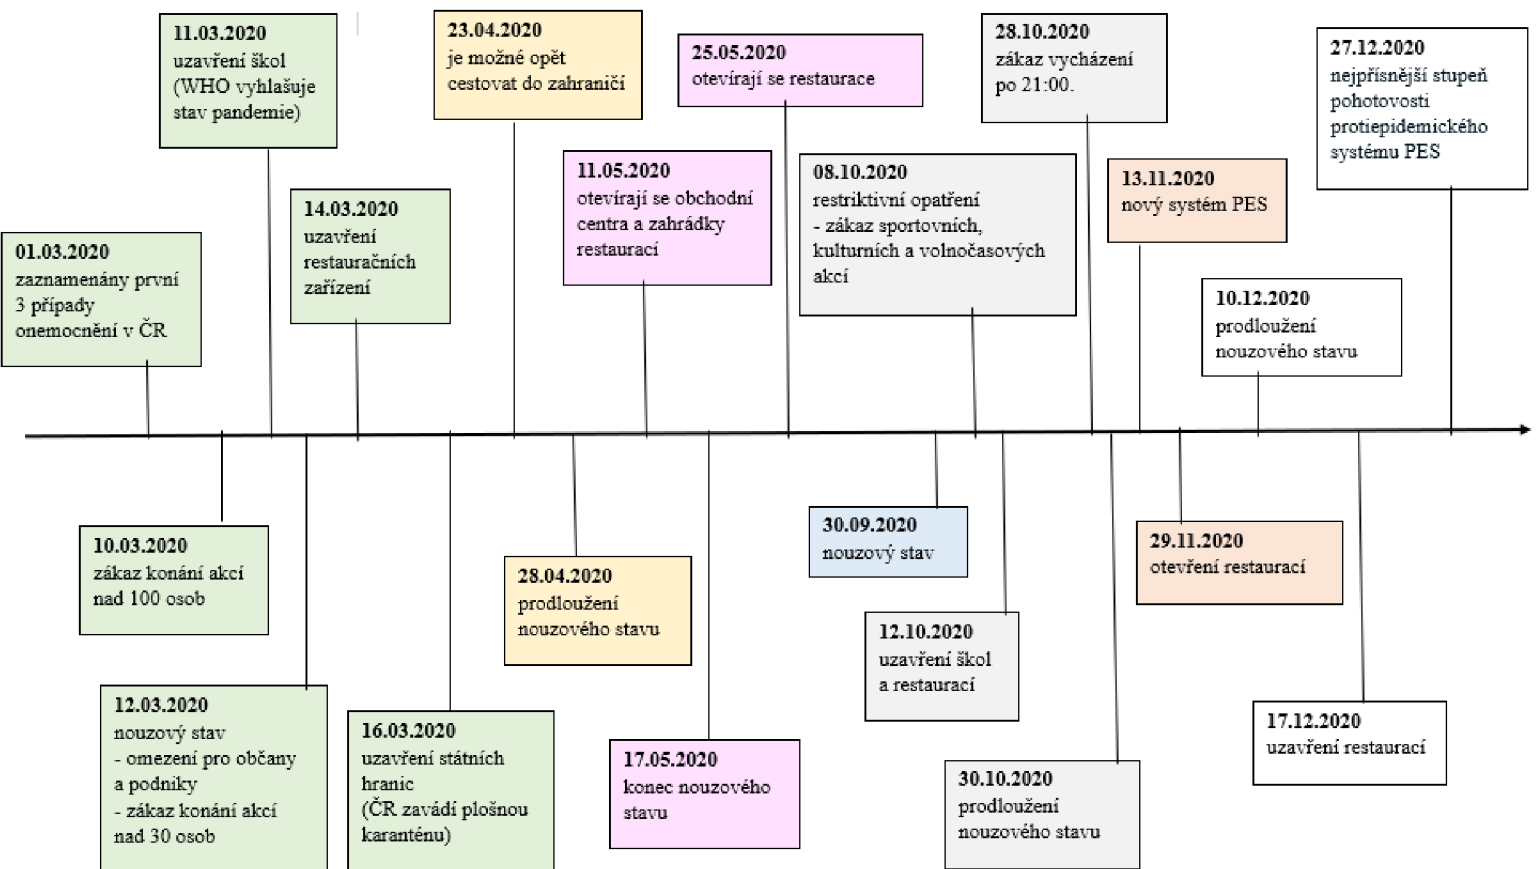 01.03.2020
zaznamenány první
3 případy
onemocnění v ČR
10.03.2020
zákaz konání akcí
nad 100 osob
11.03.2020
uzavření škol
(WHO vyhlašuje
stav pandemie)
12.03.2020
nouzový stav
- omezení pro občany
a podniky
- zákaz konání akcí
nad 30 osob
14.03.2020
uzavření
restauračních
zařízení
16.03.2020
uzavření státních
hranic
(ČR zavádí plošnou
karanténu)
23.04.2020
je možné opět
cestovat do zahraničí
28.04.2020
prodloužení
nouzového stavu
11.05.2020
otevírají se obchodní
centra a zahrádky
restaurací
17.05.2020
konec nouzového
stavu
25.05.2020
otevírají se restaurace
30.09.2020
nouzový stav
08.10.2020
restriktivní opatření
- zákaz sportovních,
kulturních a volnočasových
akcí
12.10.2020
uzavření škol
a restaurací
28.10.2020
zákaz vycházení
po 21:00.
30.10.2020
prodloužení
nouzového stavu
13.11.2020
nový systém PES
29.11.2020
otevření restaurací
10.12.2020
prodloužení
nouzového stavu
17.12.2020
uzavření restaurací
27.12.2020
nejpřísnější stupeň
pohotovosti
protiepidemického
systému PES